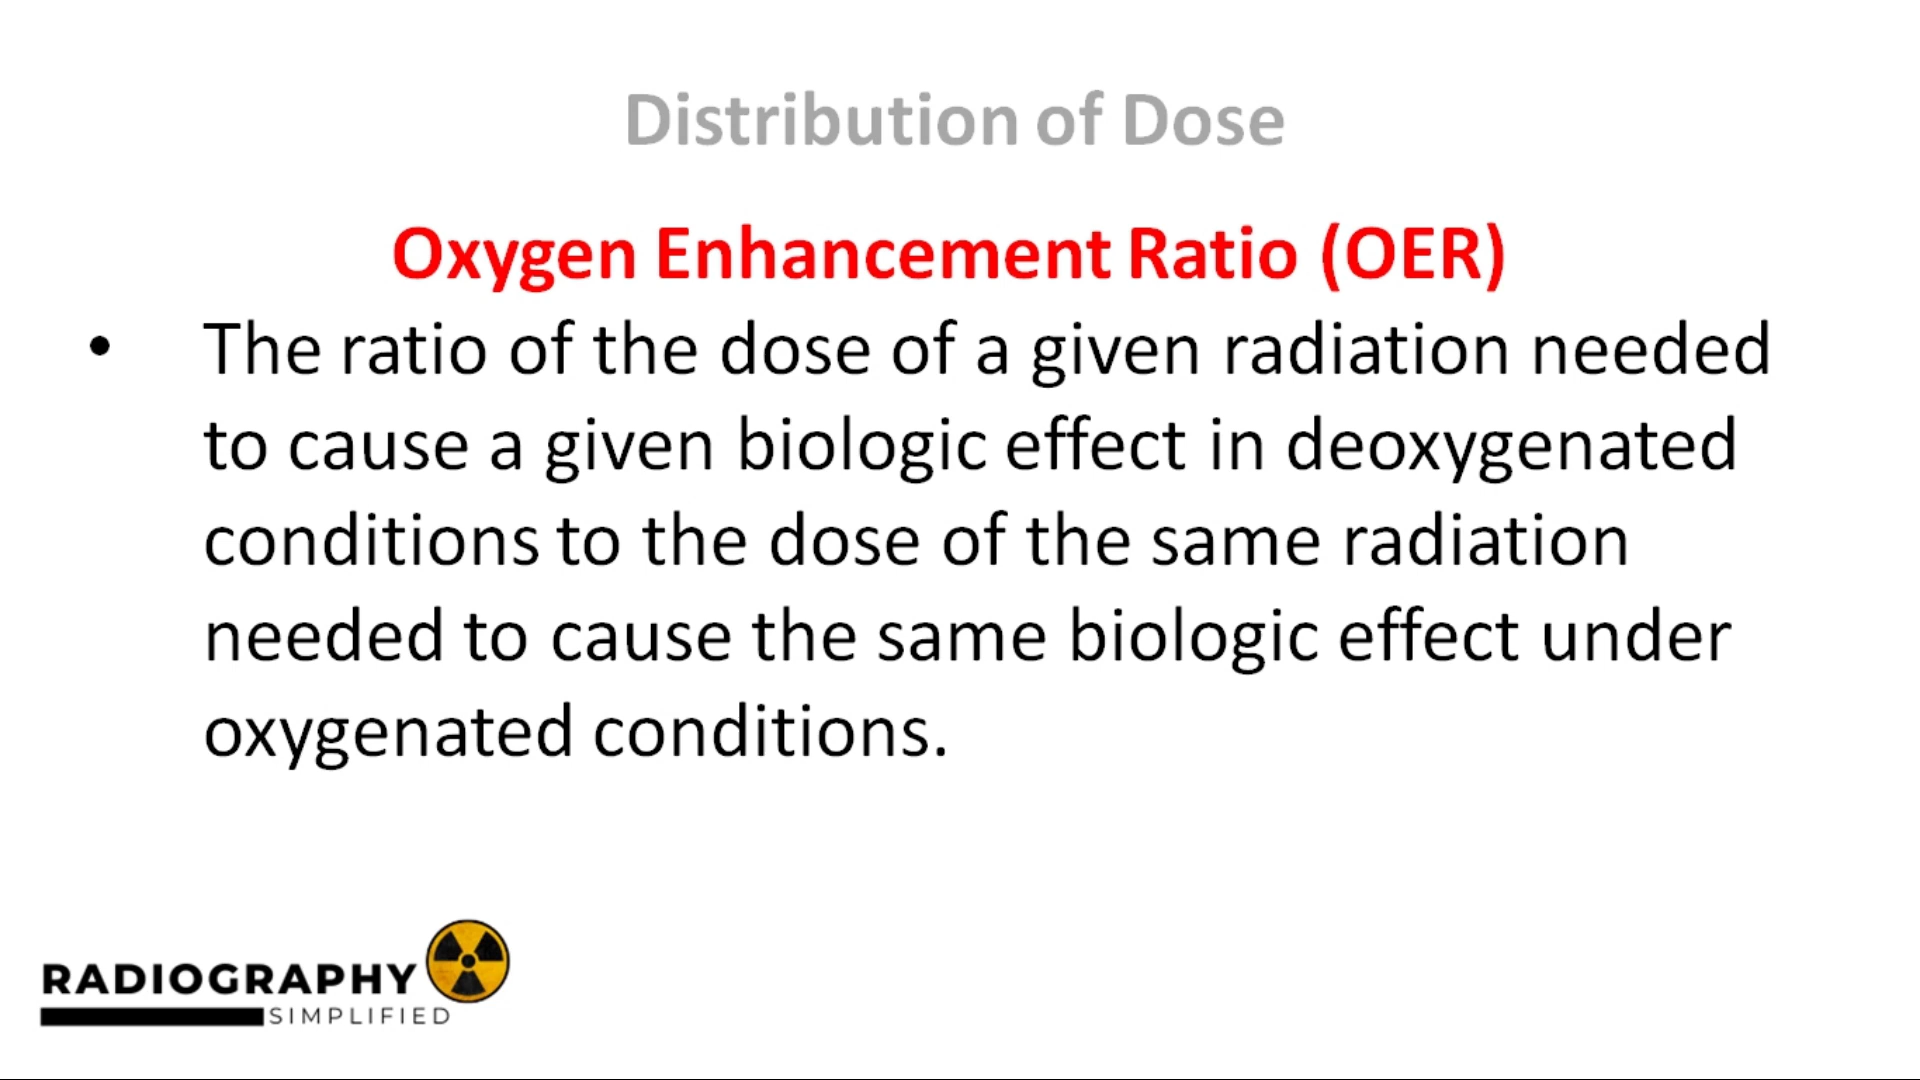 Distribution of Dose
Oxygen Enhancement Ratio (OER)
• The ratio of the dose of a given radiation needed
to cause a given biologic effect in deoxygenated
conditions to the dose of the same radiation
needed to cause the same biologic effect under
oxygenated conditions.
RADIOGRAPHY
SIMPLIFIED